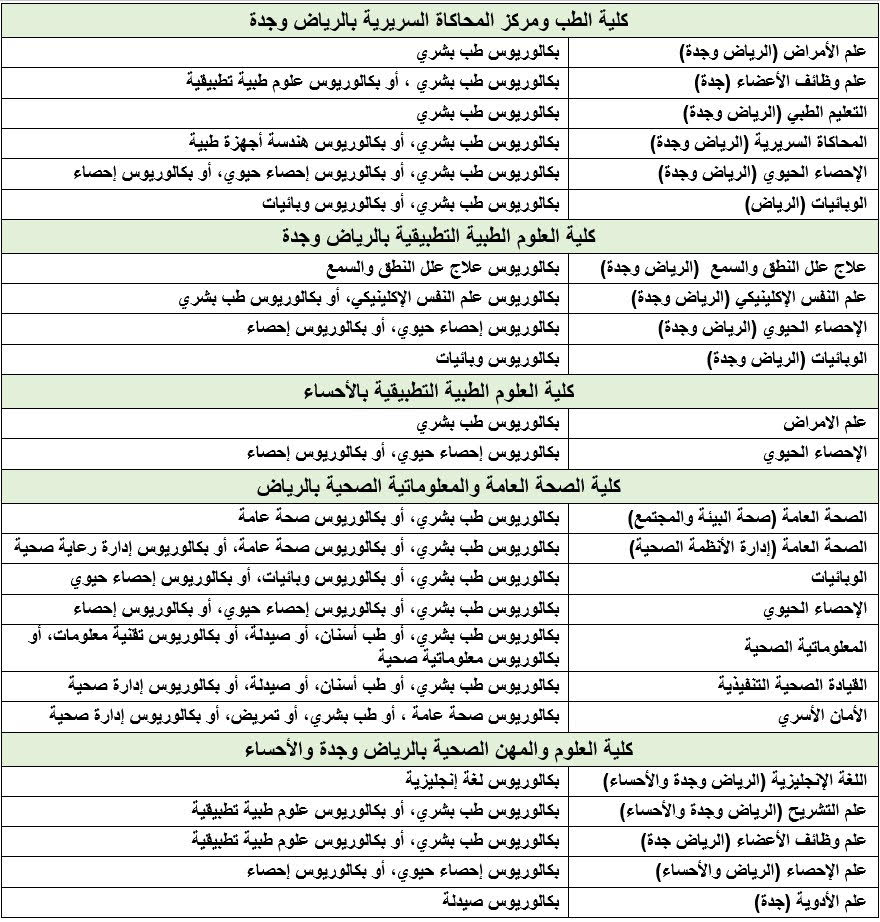 كلية الطب ومركز المحاكاة السريرية بالرياض وجدة
علم الأمراض (الرياض وجدة) بكالوريوس طب بشري
علم وظائف الأعضاء (جدة) بكالوريوس طب بشري ، أو بكالوريوس علوم طبية تطبيقية
التعليم الطبي (الرياض وجدة) بكالوريوس طب بشري
المحاكاة السريرية (الرياض وجدة) بكالوريوس طب بشري، أو بكالوريوس هندسة أجهزة طبية
الإحصاء الحيوي (الرياض وجدة) بكالوريوس طب بشري، أو بكالوريوس إحصاء حيوي، أو بكالوريوس إحصاء
الوبائيات (الرياض) بكالوريوس طب بشري، أو بكالوريوس وبائيات
كلية العلوم الطبية التطبيقية بالرياض وجدة
علاج علل النطق والسمع (الرياض وجدة) بكالوريوس علاج علل النطق والسمع
علم النفس الإكلينيكي (الرياض وجدة) بكالوريوس علم النفس الإكلينيكي، أو بكالوريوس طب بشري
الإحصاء الحيوي (الرياض وجدة) بكالوريوس إحصاء حيوي، أو بكالوريوس إحصاء
الوبائيات (الرياض وجدة) بكالوريوس وبائيات
كلية العلوم الطبية التطبيقية بالأحساء
علم الامراض بكالوريوس طب بشري
الإحصاء الحيوي بكالوريوس إحصاء حيوي، أو بكالوريوس إحصاء
كلية الصحة العامة والمعلوماتية الصحية بالرياض
الصحة العامة (صحة البيئة والمجتمع) بكالوريوس طب بشري، أو بكالوريوس صحة عامة
الصحة العامة (إدارة الأنظمة الصحية) بكالوريوس طب بشري، أو بكالوريوس صحة عامة، أو بكالوريوس إدارة رعاية صحية
الوبائيات بكالوريوس طب بشري، أو بكالوريوس وبائيات، أو بكالوريوس إحصاء حيوي
الإحصاء الحيوي بكالوريوس طب بشري، أو بكالوريوس إحصاء حيوي، أو بكالوريوس إحصاء
المعلوماتية الصحية بكالوريوس طب بشري، أو طب أسنان، أو صيدلة، أو بكالوريوس تقنية معلومات، أو
بكالوريوس معلوماتية صحية
القيادة الصحية التنفيذية بكالوريوس طب بشري، أو طب أسنان، أو صيدلة، أو بكالوريوس إدارة صحية
الأمان الأسري بكالوريوس صحة عامة ، أو طب بشري، أو تمريض، أو بكالوريوس إدارة صحية
كلية العلوم والمهن الصحية بالرياض وجدة والأحساء
اللغة الإنجليزية (الرياض وجدة والأحساء) بكالوريوس لغة إنجليزية
علم التشريح (الرياض وجدة والأحساء) بكالوريوس طب بشري، أو بكالوريوس علوم طبية تطبيقية
علم وظائف الأعضاء (الرياض جدة) بكالوريوس طب بشري، أو بكالوريوس علوم طبية تطبيقية
علم الإحصاء (الرياض والأحساء) بكالوريوس إحصاء حيوي، أو بكالوريوس إحصاء
علم الأدوية (جدة) بكالوريوس صيدلة